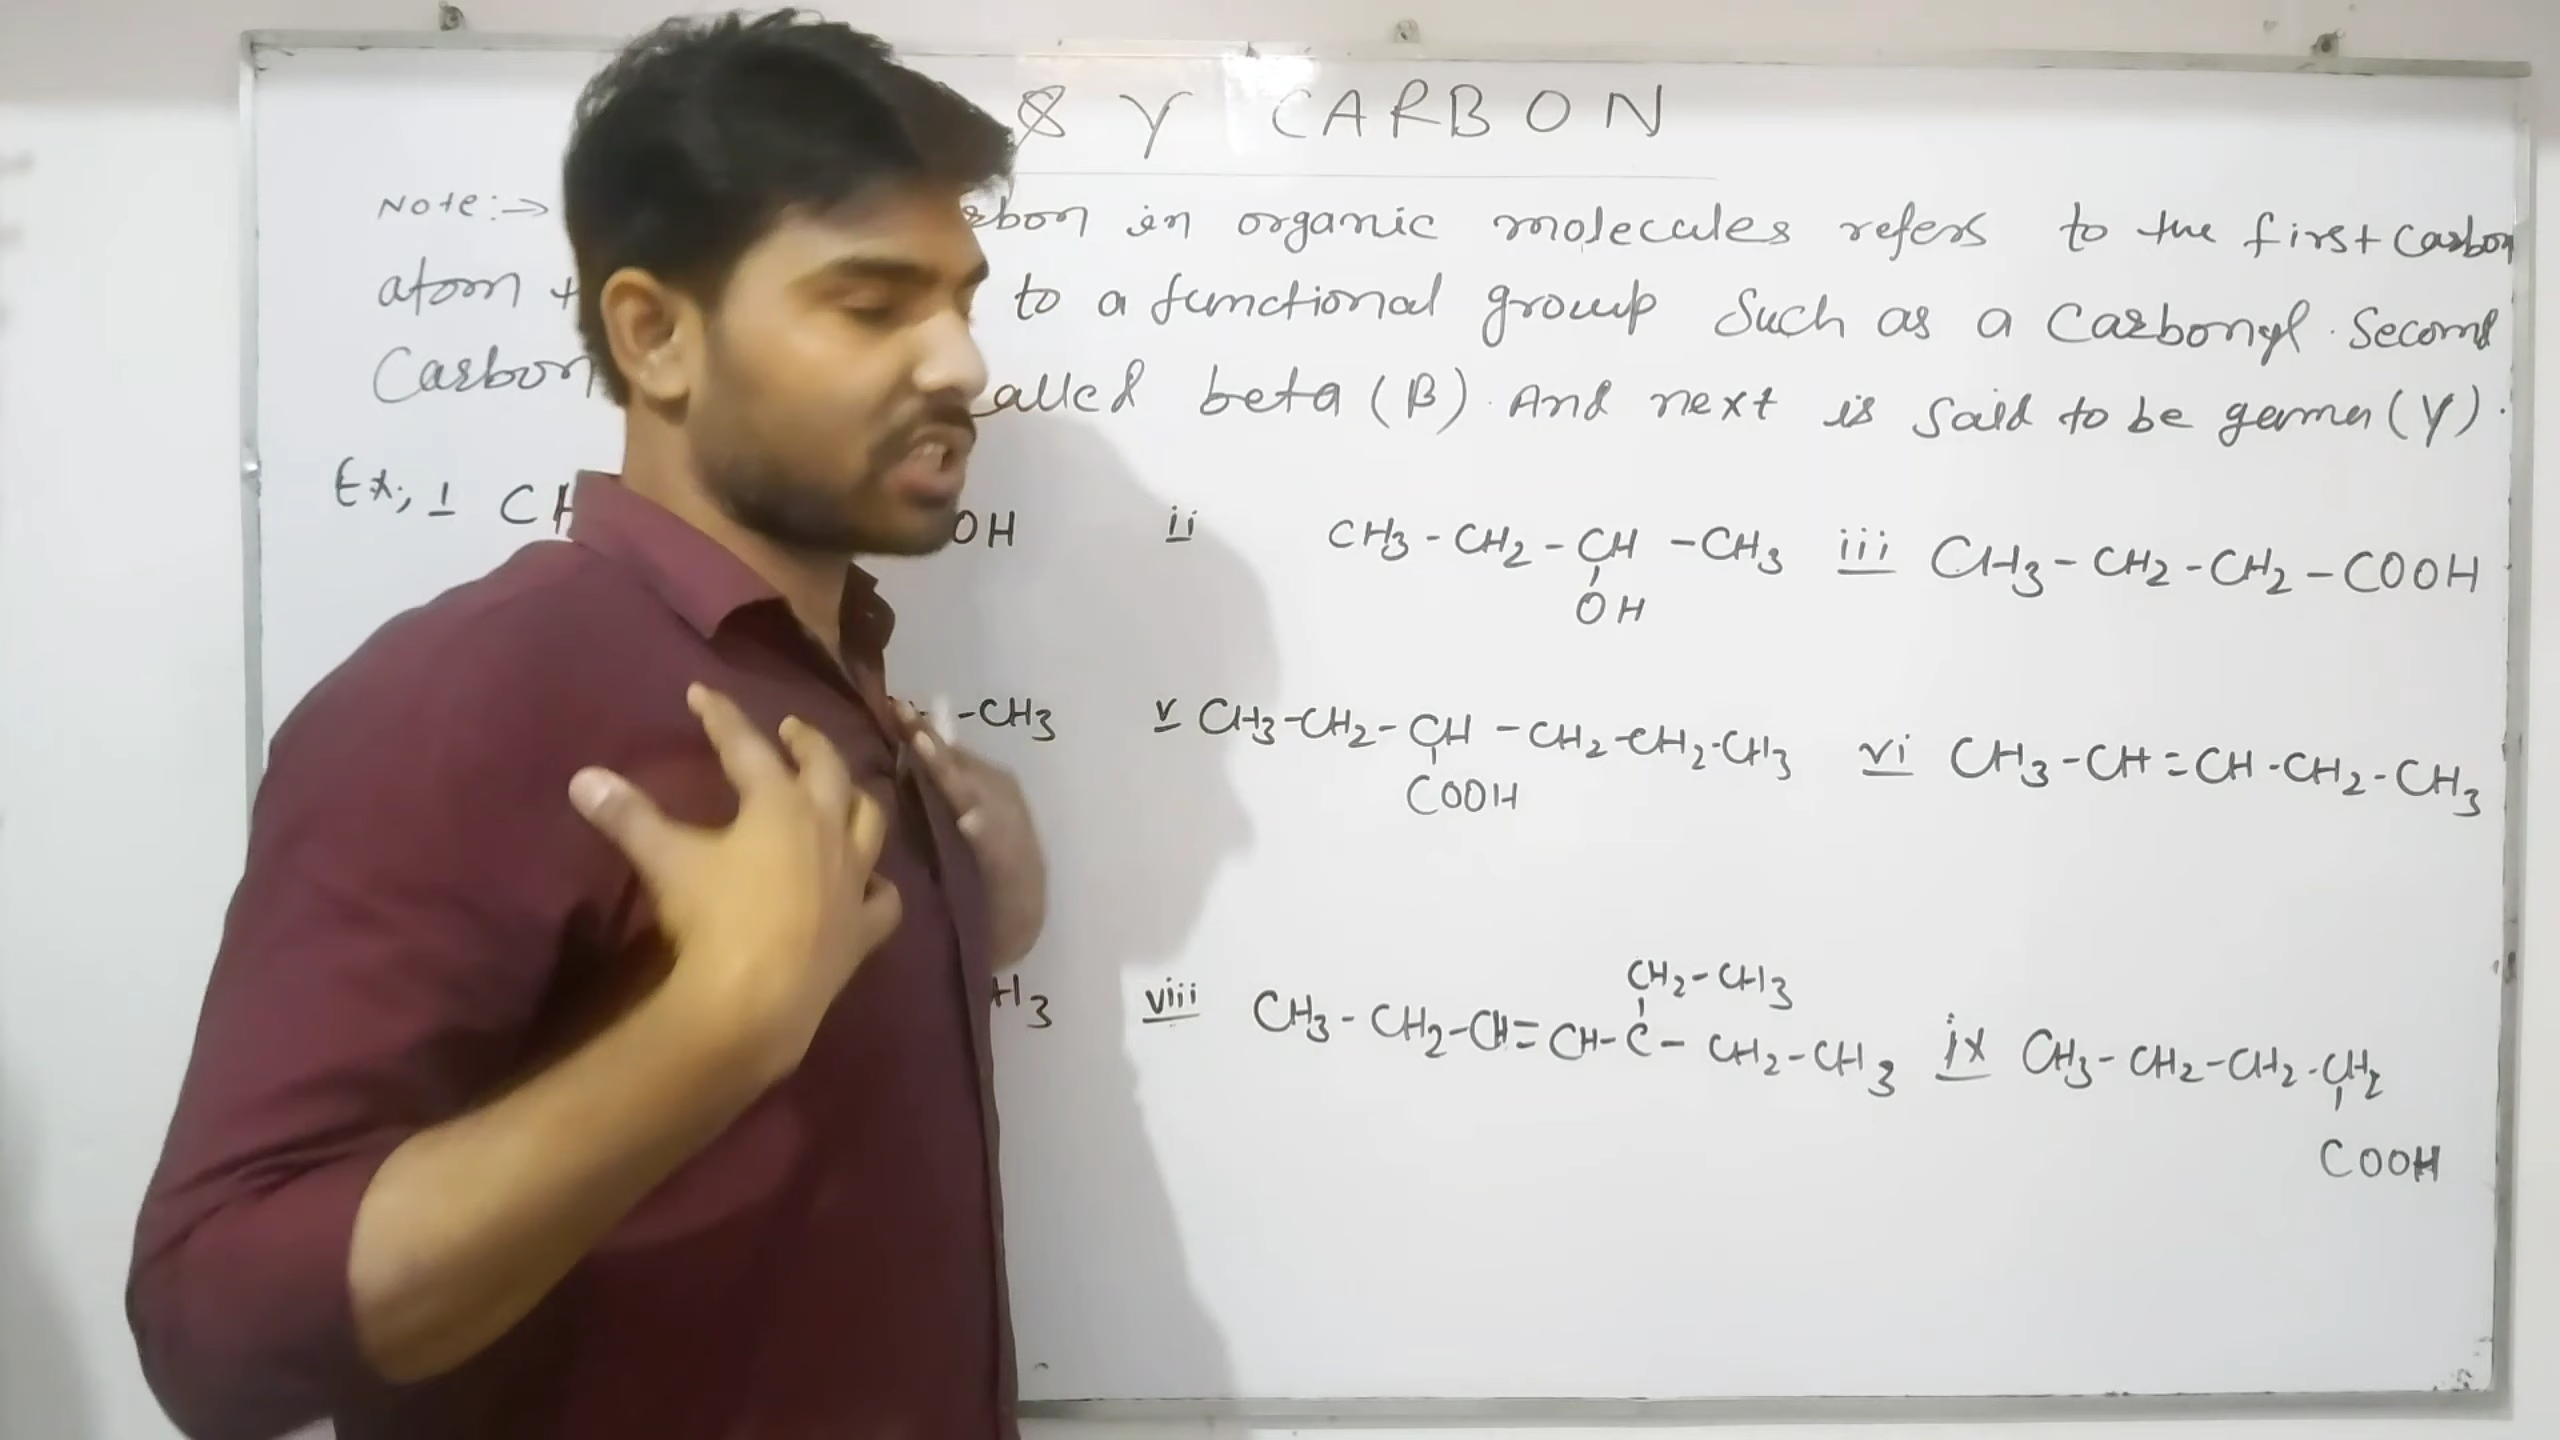 & γ CARBON
Note:→ in organic molecules refers to the first carbon
atom to a functional group Such as a Carbonyl. Second
Carbon beta (β). And next is said to be gamma (γ).
Ex; 1 OH ii CH3-CH2-CH-CH3 iii CH3-CH2-CH2-COOH
OH
-CH3 v CH3-CH2-CH-CH2-CH2-CH3 vi CH3-CH=CH-CH2-CH3
COOH
CH2-CH3
H3 viii CH3-CH2-CH=CH-C-CH2-CH3 ix CH3-CH2-CH2-CH2
COOH